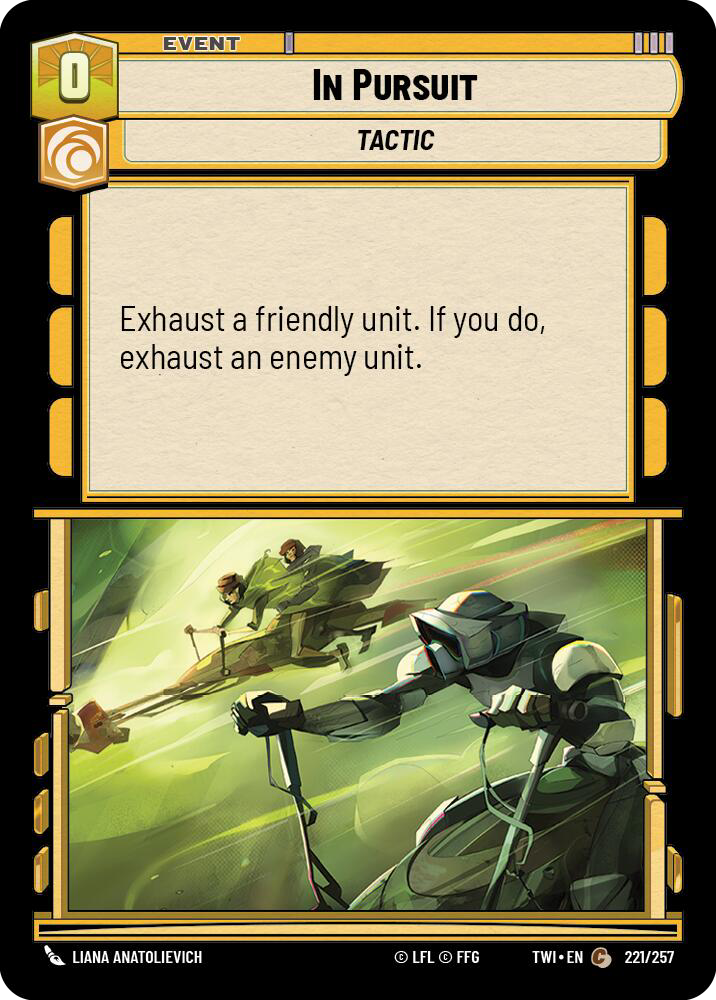 EVENT
0
IN PURSUIT
TACTIC
Exhaust a friendly unit. If you do,
exhaust an enemy unit.
LIANA ANATOLIEVICH
© LFL © FFG
TWI • EN
C
221/257